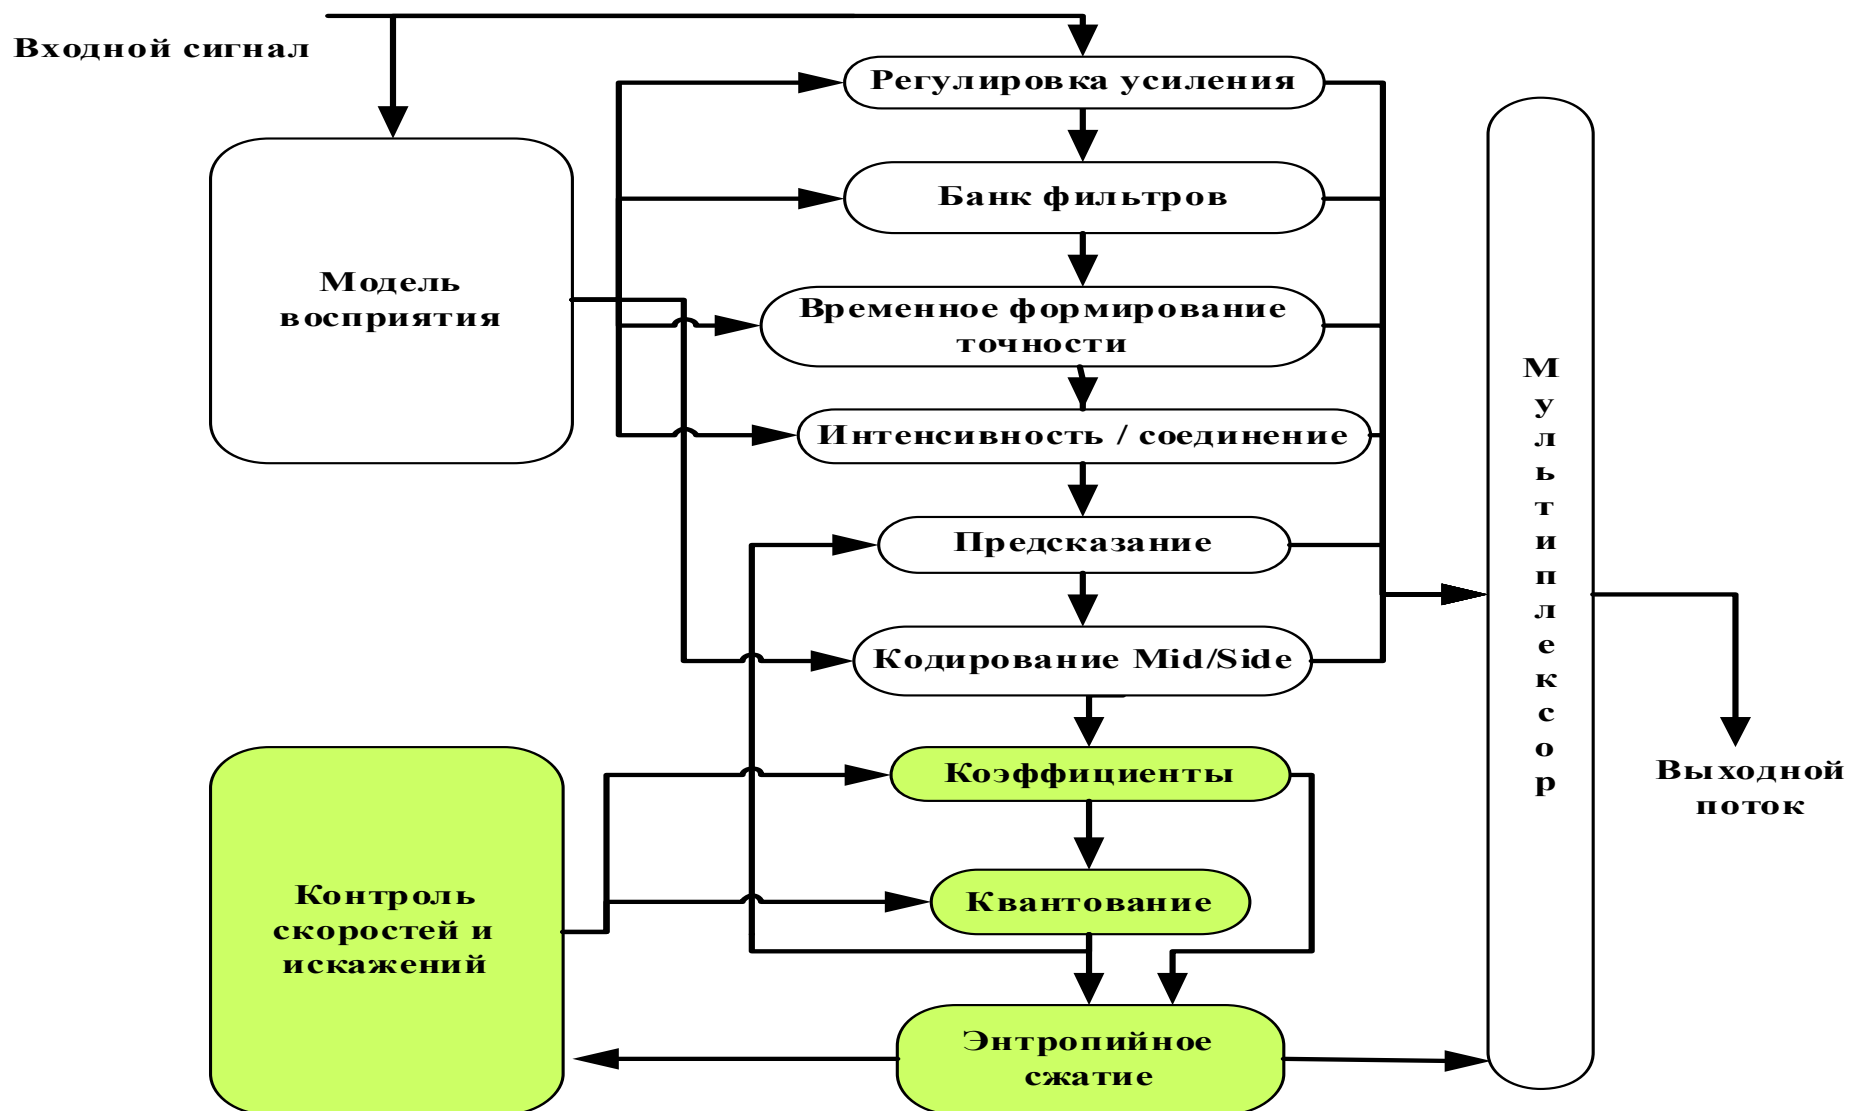 Входной сигнал
Регулировка усиления
Банк фильтров
Модель
восприятия
Временное формирование
точности
Интенсивность / соединение
Предсказание
Кодирование Mid/Side
Коэффициенты
Квантование
Контроль
скоростей и
искажений
Энтропийное
сжатие
Мультиплексор
Выходной
поток